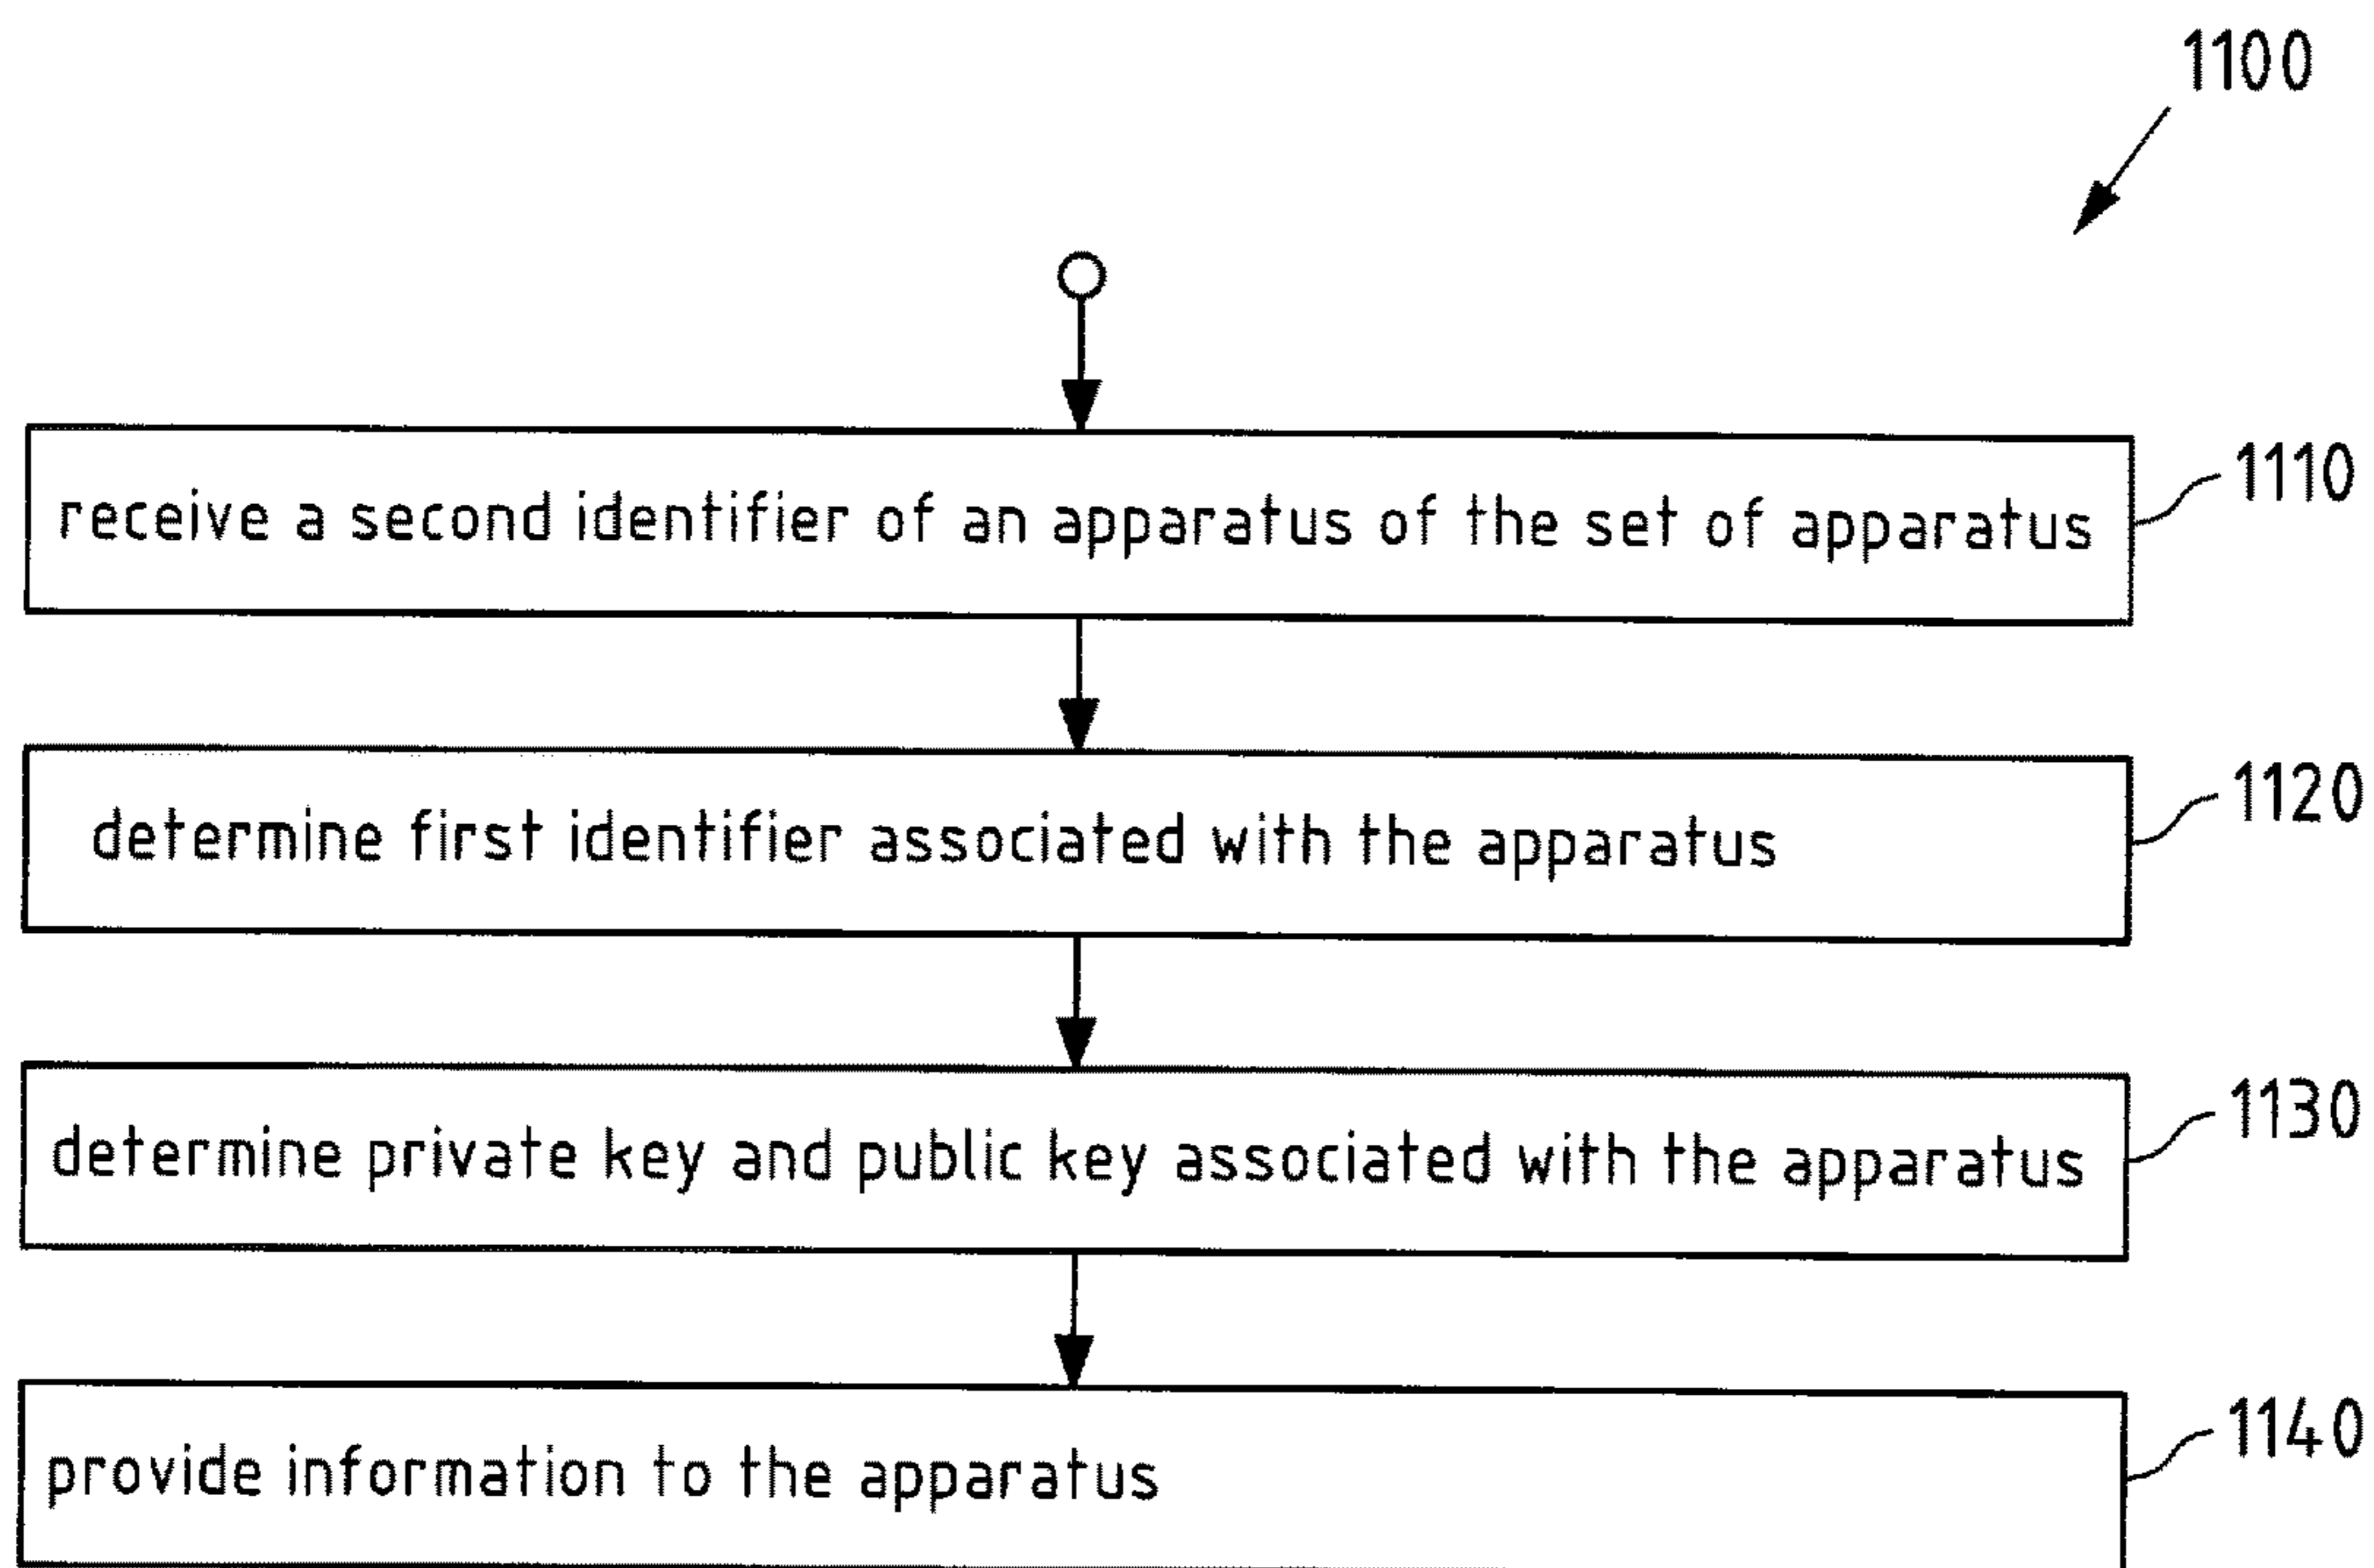 1100
receive a second identifier of an apparatus of the set of apparatus
1110
determine first identifier associated with the apparatus
1120
determine private key and public key associated with the apparatus
1130
provide information to the apparatus
1140